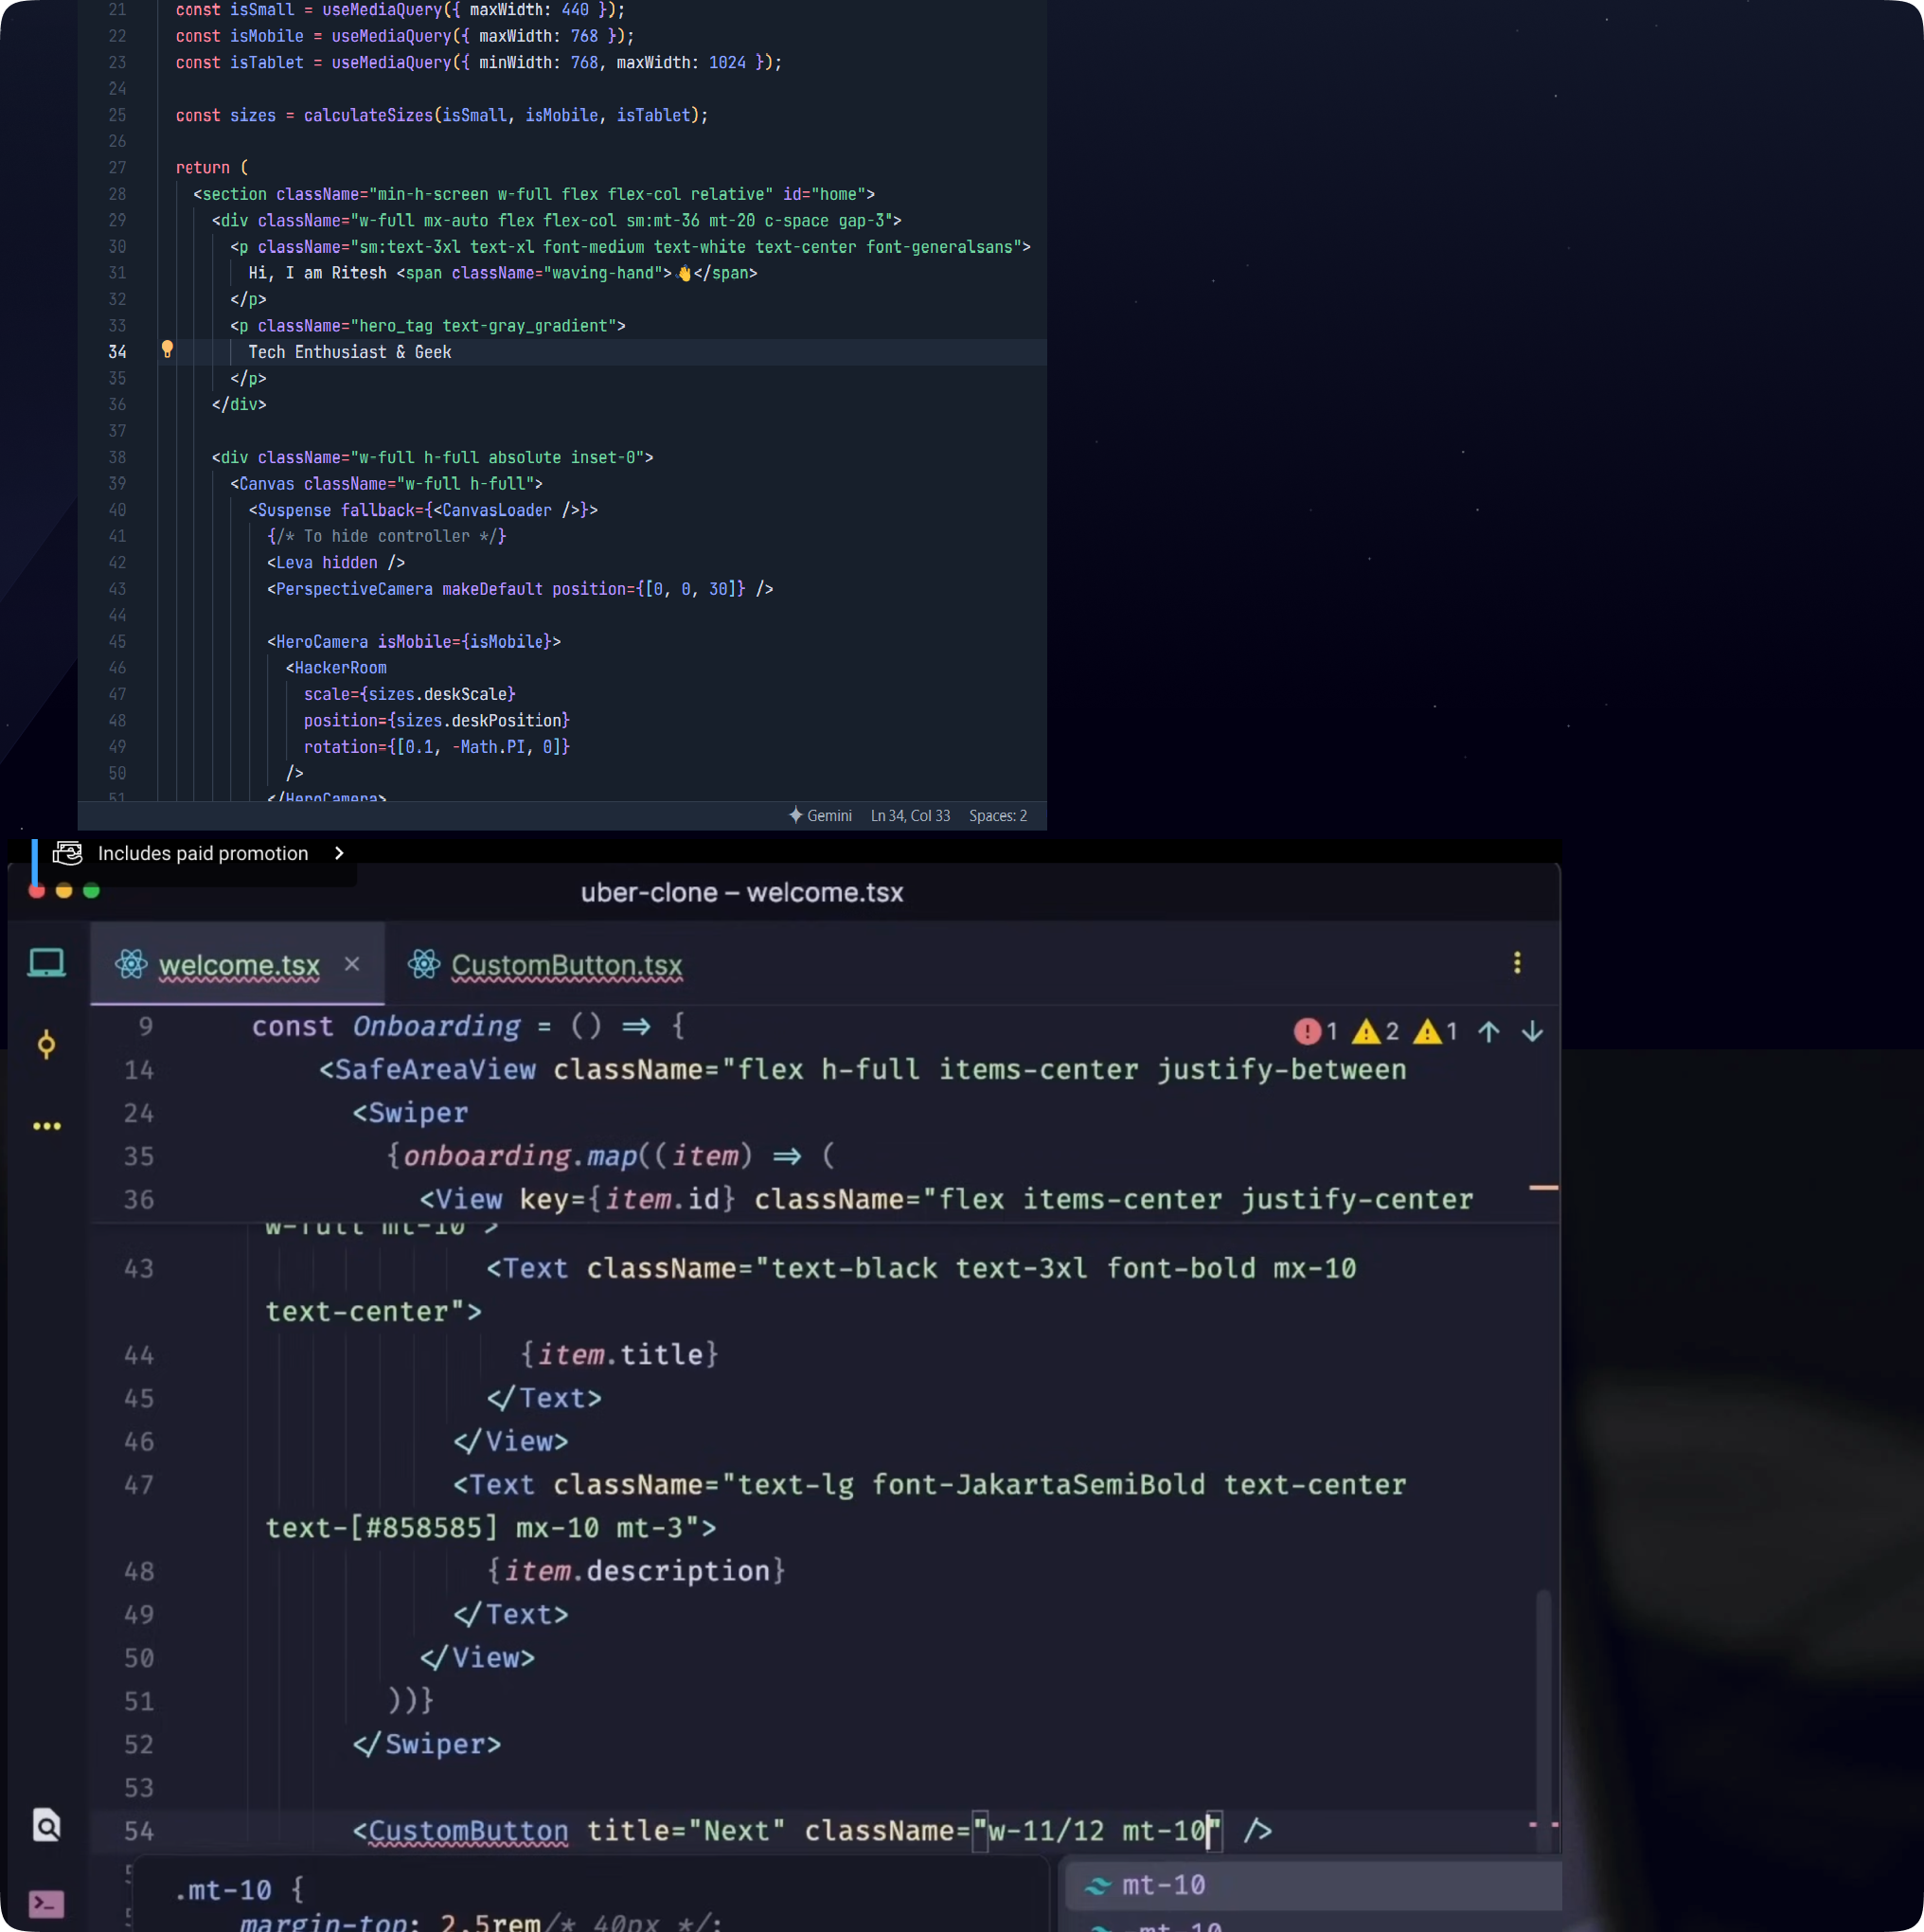 21 const isSmall = useMediaQuery({ maxWidth: 440 });
22 const isMobile = useMediaQuery({ maxWidth: 768 });
23 const isTablet = useMediaQuery({ minWidth: 768, maxWidth: 1024 });
24
25 const sizes = calculateSizes(isSmall, isMobile, isTablet);
26
27 return (
28 <section className="min-h-screen w-full flex flex-col relative" id="home">
29 <div className="w-full mx-auto flex flex-col sm:mt-36 mt-20 c-space gap-3">
30 <p className="sm:text-3xl text-xl font-medium text-white text-center font-generalsans">
31 Hi, I am Ritesh <span className="waving-hand">👋</span>
32 </p>
33 <p className="hero_tag text-gray_gradient">
34 Tech Enthusiast & Geek
35 </p>
36 </div>
37
38 <div className="w-full h-full absolute inset-0">
39 <Canvas className="w-full h-full">
40 <Suspense fallback={<CanvasLoader />}>
41 {/* To hide controller */}
42 <Leva hidden />
43 <PerspectiveCamera makeDefault position={[0, 0, 30]} />
44
45 <HeroCamera isMobile={isMobile}>
46 <HackerRoom
47 scale={sizes.deskScale}
48 position={sizes.deskPosition}
49 rotation={[0.1, -Math.PI, 0]}
50 />
51 </HeroCamera>
Gemini Ln 34, Col 33 Spaces: 2
Includes paid promotion
uber-clone – welcome.tsx
welcome.tsx × CustomButton.tsx
9 const Onboarding = () => { 1 2 1
14 <SafeAreaView className="flex h-full items-center justify-between
24 <Swiper
35 {onboarding.map((item) => (
36 <View key={item.id} className="flex items-center justify-center
w-full mt-10">
43 <Text className="text-black text-3xl font-bold mx-10
text-center">
44 {item.title}
45 </Text>
46 </View>
47 <Text className="text-lg font-JakartaSemiBold text-center
text-[#858585] mx-10 mt-3">
48 {item.description}
49 </Text>
50 </View>
51 ))}
52 </Swiper>
53
54 <CustomButton title="Next" className="w-11/12 mt-10" />
.mt-10 {
margin-top: 2.5rem/* 40px */;
mt-10
-mt-10